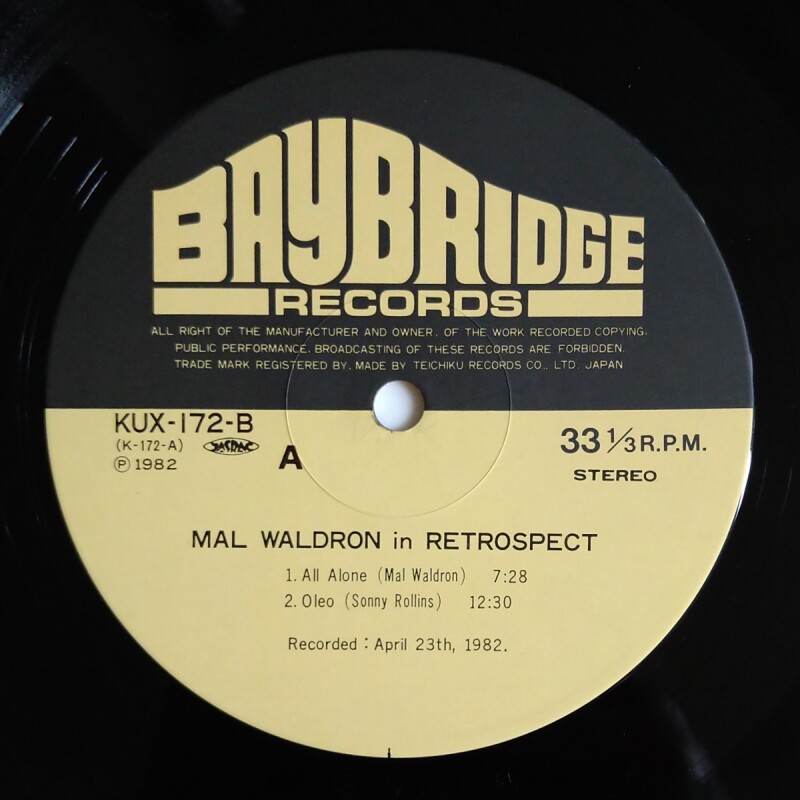 BAYBRIDGE
RECORDS
ALL RIGHT OF THE MANUFACTURER AND OWNER. OF THE WORK RECORDED COPYING,
PUBLIC PERFORMANCE. BROADCASTING OF THESE RECORDS ARE FORBIDDEN.
TRADE MARK REGISTERED BY. MADE BY TEICHIKU RECORDS CO., LTD. JAPAN
KUX-172-B
(K-172-A) JASRAC
℗ 1982
A
33 1/3 R.P.M.
STEREO
MAL WALDRON in RETROSPECT
1. All Alone (Mal Waldron) 7:28
2. Oleo (Sonny Rollins) 12:30
Recorded : April 23th, 1982.